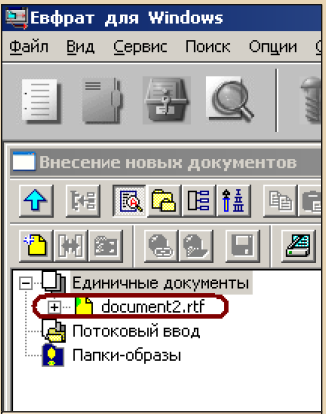 Евфрат для Windows
Файл Вид Сервис Поиск Опции
Внесение новых документов
Единичные документы
document2.rtf
Потоковый ввод
Папки-образы